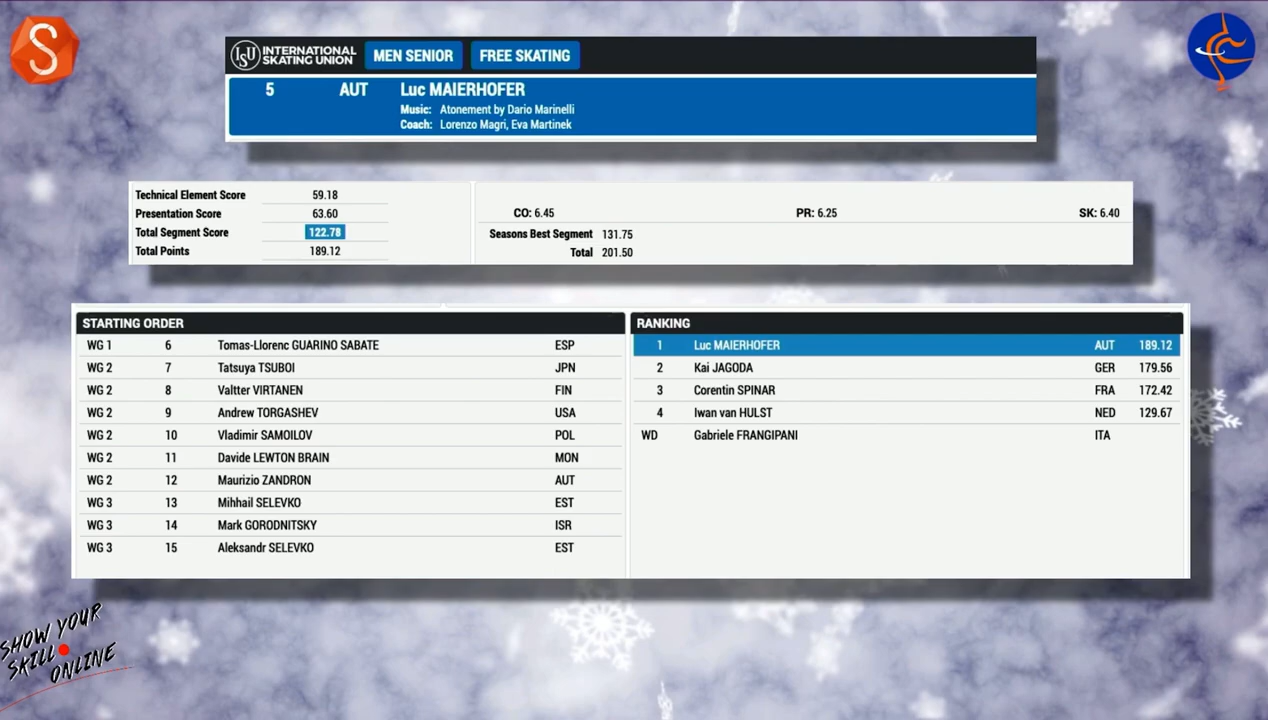 S
ISU INTERNATIONAL SKATING UNION MEN SENIOR FREE SKATING
5 AUT Luc MAIERHOFER
Music: Atonement by Dario Marinelli
Coach: Lorenzo Magri, Eva Martinek
Technical Element Score 59.18
Presentation Score 63.60
Total Segment Score 122.78
Total Points 189.12
CO: 6.45 PR: 6.25 SK: 6.40
Seasons Best Segment 131.75
Total 201.50
STARTING ORDER
WG 1 6 Tomas-Llorenc GUARINO SABATE ESP
WG 2 7 Tatsuya TSUBOI JPN
WG 2 8 Valtter VIRTANEN FIN
WG 2 9 Andrew TORGASHEV USA
WG 2 10 Vladimir SAMOILOV POL
WG 2 11 Davide LEWTON BRAIN MON
WG 2 12 Maurizio ZANDRON AUT
WG 3 13 Mihhail SELEVKO EST
WG 3 14 Mark GORODNITSKY ISR
WG 3 15 Aleksandr SELEVKO EST
RANKING
1 Luc MAIERHOFER AUT 189.12
2 Kai JAGODA GER 179.56
3 Corentin SPINAR FRA 172.42
4 Iwan van HULST NED 129.67
WD Gabriele FRANGIPANI ITA
SHOW YOUR
SKILL ONLINE